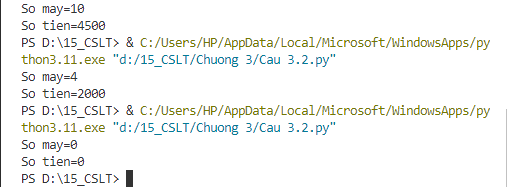 So may=10
So tien=4500
PS D:\15_CSLT> & C:/Users/HP/AppData/Local/Microsoft/WindowsApps/py
thon3.11.exe "d:/15_CSLT/Chuong 3/Cau 3.2.py"
So may=4
So tien=2000
PS D:\15_CSLT> & C:/Users/HP/AppData/Local/Microsoft/WindowsApps/py
thon3.11.exe "d:/15_CSLT/Chuong 3/Cau 3.2.py"
So may=0
So tien=0
PS D:\15_CSLT>